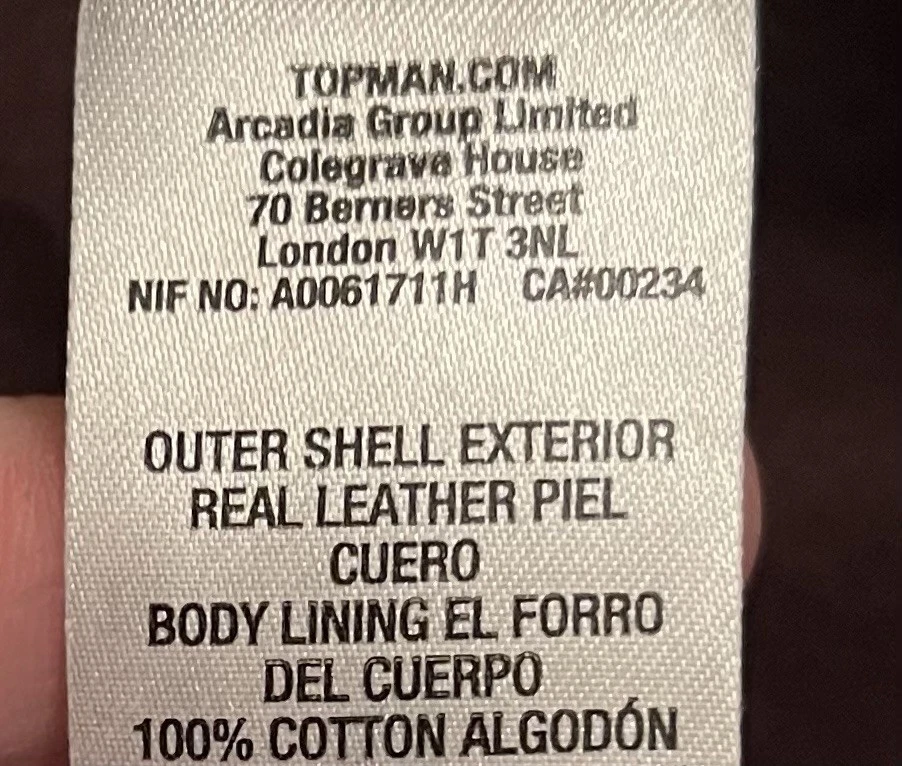 TOPMAN.COM
Arcadia Group Limited
Colegrave House
70 Berners Street
London W1T 3NL
NIF NO: A0061711H CA#00234
OUTER SHELL EXTERIOR
REAL LEATHER PIEL
CUERO
BODY LINING EL FORRO
DEL CUERPO
100% COTTON ALGODÓN